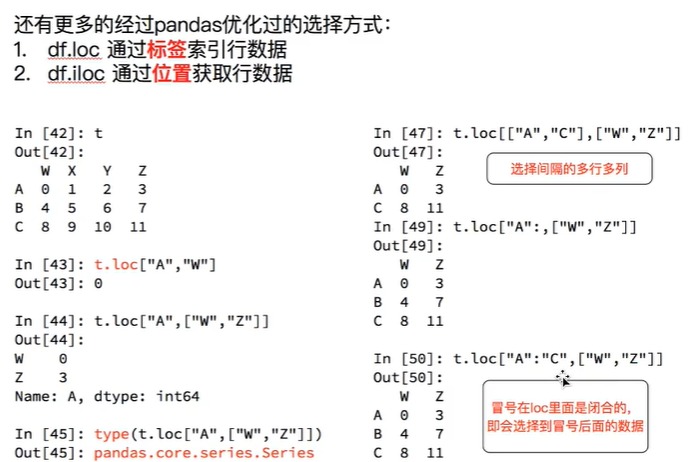 还有更多的经过pandas优化过的选择方式：
1. df.loc 通过标签索引行数据
2. df.iloc 通过位置获取行数据
In [42]: t
Out[42]:
W X Y Z
A 0 1 2 3
B 4 5 6 7
C 8 9 10 11
In [43]: t.loc["A","W"]
Out[43]: 0
In [44]: t.loc["A",["W","Z"]]
Out[44]:
W 0
Z 3
Name: A, dtype: int64
In [45]: type(t.loc["A",["W","Z"]])
Out[45]: pandas.core.series.Series
In [47]: t.loc[["A","C"],["W","Z"]]
Out[47]:
选择间隔的多行多列
W Z
A 0 3
C 8 11
In [49]: t.loc["A":,["W","Z"]]
Out[49]:
W Z
A 0 3
B 4 7
C 8 11
In [50]: t.loc["A":"C",["W","Z"]]
Out[50]:
W Z
A 0 3
B 4 7
C 8 11
冒号在loc里面是闭合的，
即会选择到冒号后面的数据